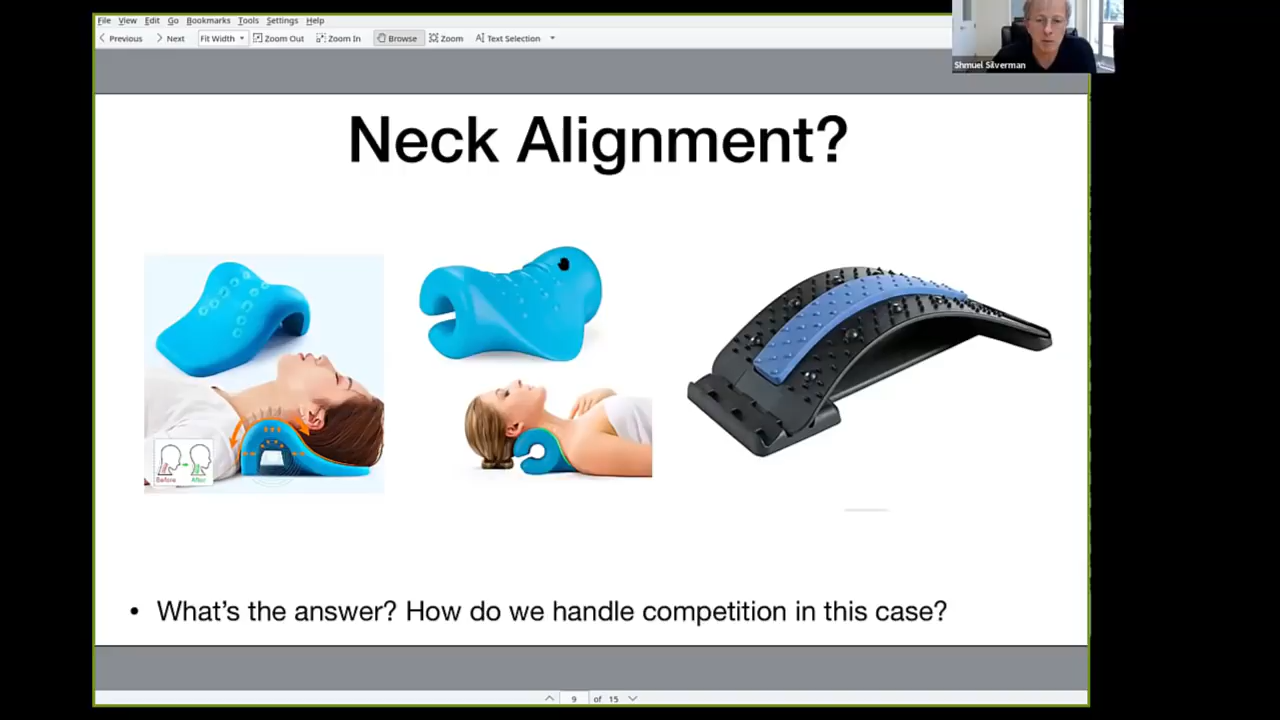 File View Edit Go Bookmarks Tools Settings Help
Previous Next Fit Width Zoom Out Zoom In Browse Zoom Text Selection
Shmuel Silverman
Neck Alignment?
Before After
• What's the answer? How do we handle competition in this case?
9 of 15